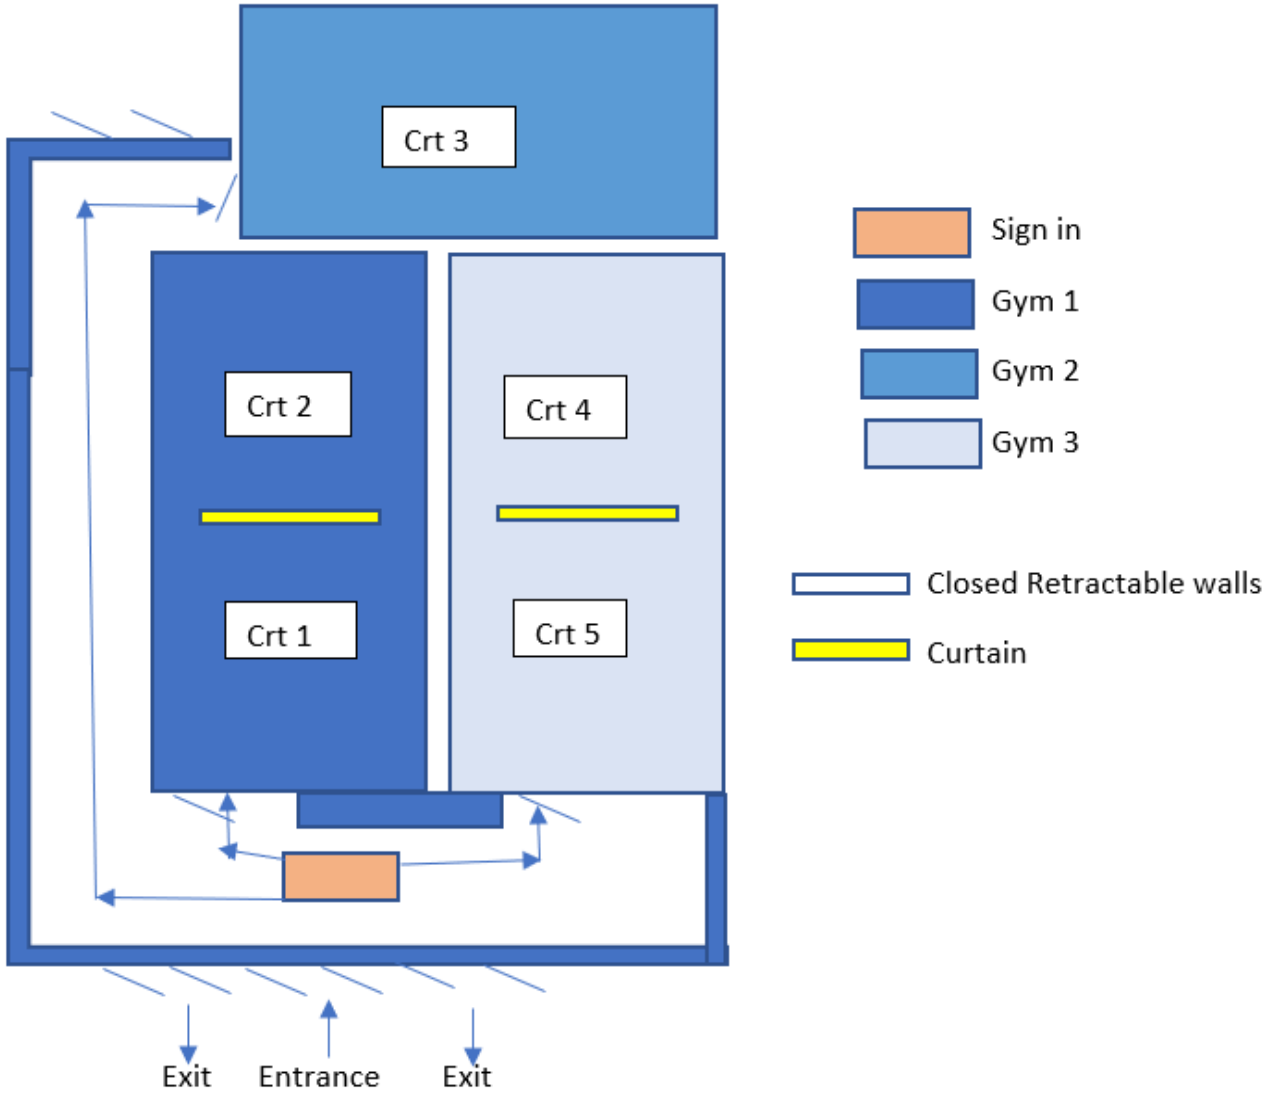 Crt 3
Sign in
Gym 1
Gym 2
Crt 2
Crt 4
Gym 3
Closed Retractable walls
Crt 1
Crt 5
Curtain
Exit
Entrance
Exit